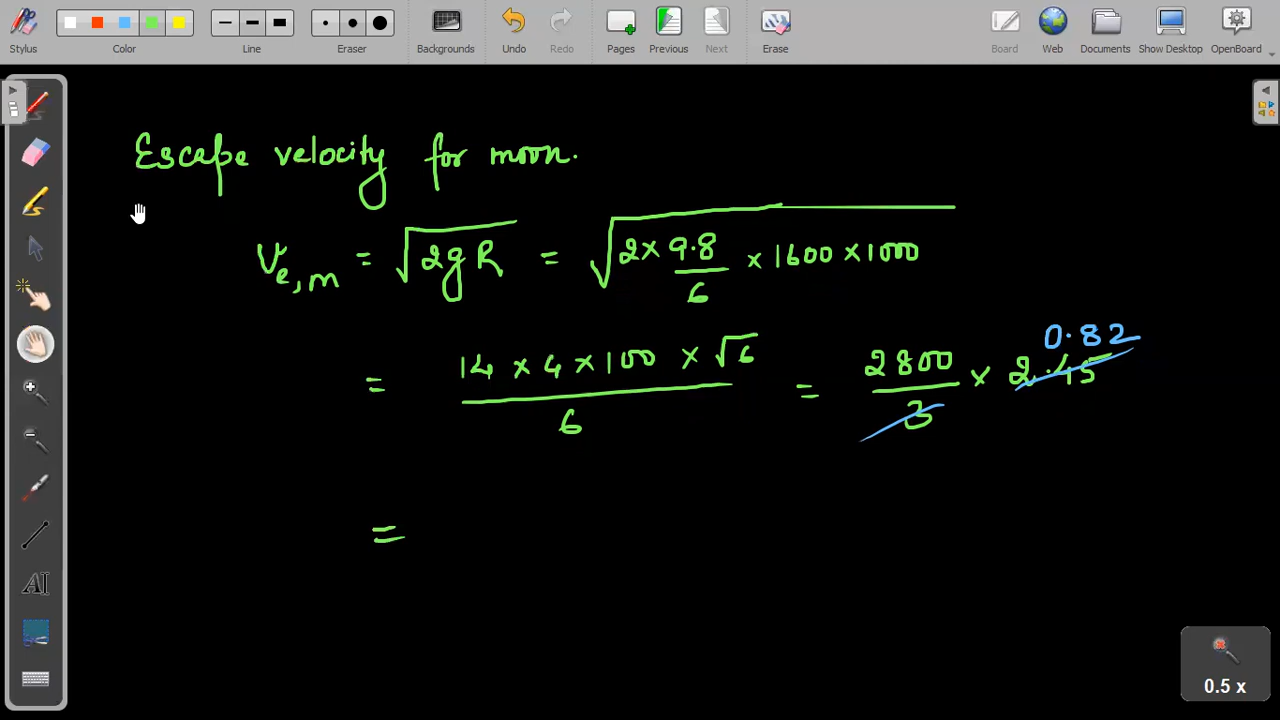 Stylus Color Line Eraser Backgrounds Undo Redo Pages Previous Next Erase Board Web Documents Show Desktop OpenBoard
Escape velocity for moon.
Ve,m = √2gR = √2 × 9.8/6 × 1600 × 1000
= 14 × 4 × 100 × √6 / 6 = 2800/3 × 2.45 0.82
=
0.5 x